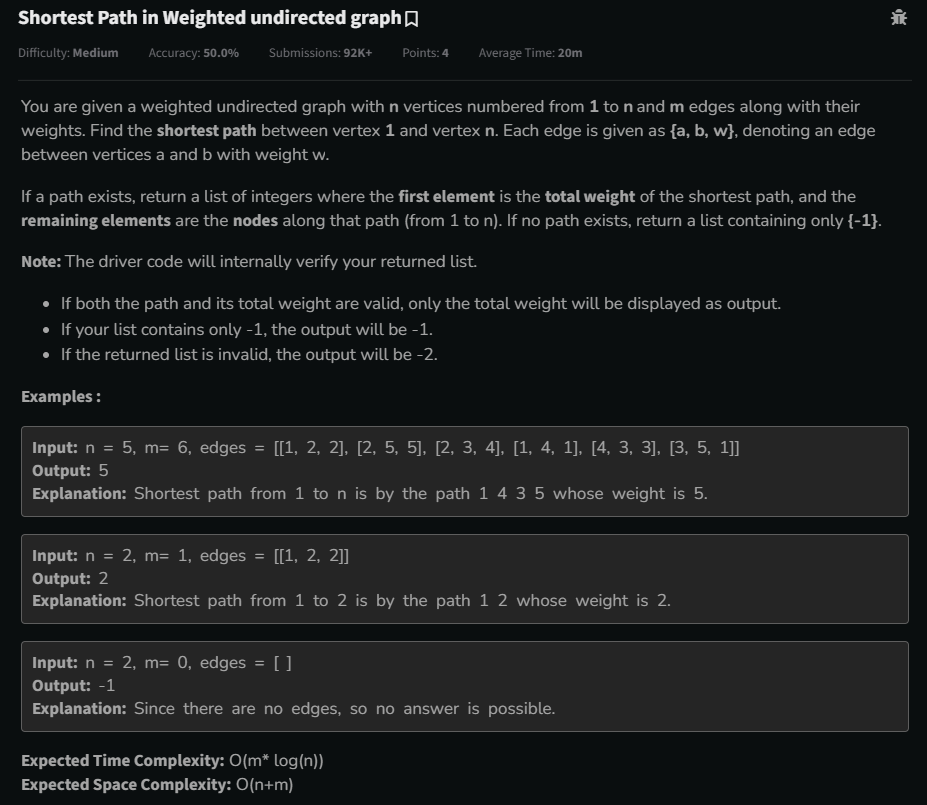 Shortest Path in Weighted undirected graph
Difficulty: Medium Accuracy: 50.0% Submissions: 92K+ Points: 4 Average Time: 20m
You are given a weighted undirected graph with n vertices numbered from 1 to n and m edges along with their
weights. Find the shortest path between vertex 1 and vertex n. Each edge is given as {a, b, w}, denoting an edge
between vertices a and b with weight w.
If a path exists, return a list of integers where the first element is the total weight of the shortest path, and the
remaining elements are the nodes along that path (from 1 to n). If no path exists, return a list containing only {-1}.
Note: The driver code will internally verify your returned list.
• If both the path and its total weight are valid, only the total weight will be displayed as output.
• If your list contains only -1, the output will be -1.
• If the returned list is invalid, the output will be -2.
Examples :
Input: n = 5, m= 6, edges = [[1, 2, 2], [2, 5, 5], [2, 3, 4], [1, 4, 1], [4, 3, 3], [3, 5, 1]]
Output: 5
Explanation: Shortest path from 1 to n is by the path 1 4 3 5 whose weight is 5.
Input: n = 2, m= 1, edges = [[1, 2, 2]]
Output: 2
Explanation: Shortest path from 1 to 2 is by the path 1 2 whose weight is 2.
Input: n = 2, m= 0, edges = [ ]
Output: -1
Explanation: Since there are no edges, so no answer is possible.
Expected Time Complexity: O(m* log(n))
Expected Space Complexity: O(n+m)